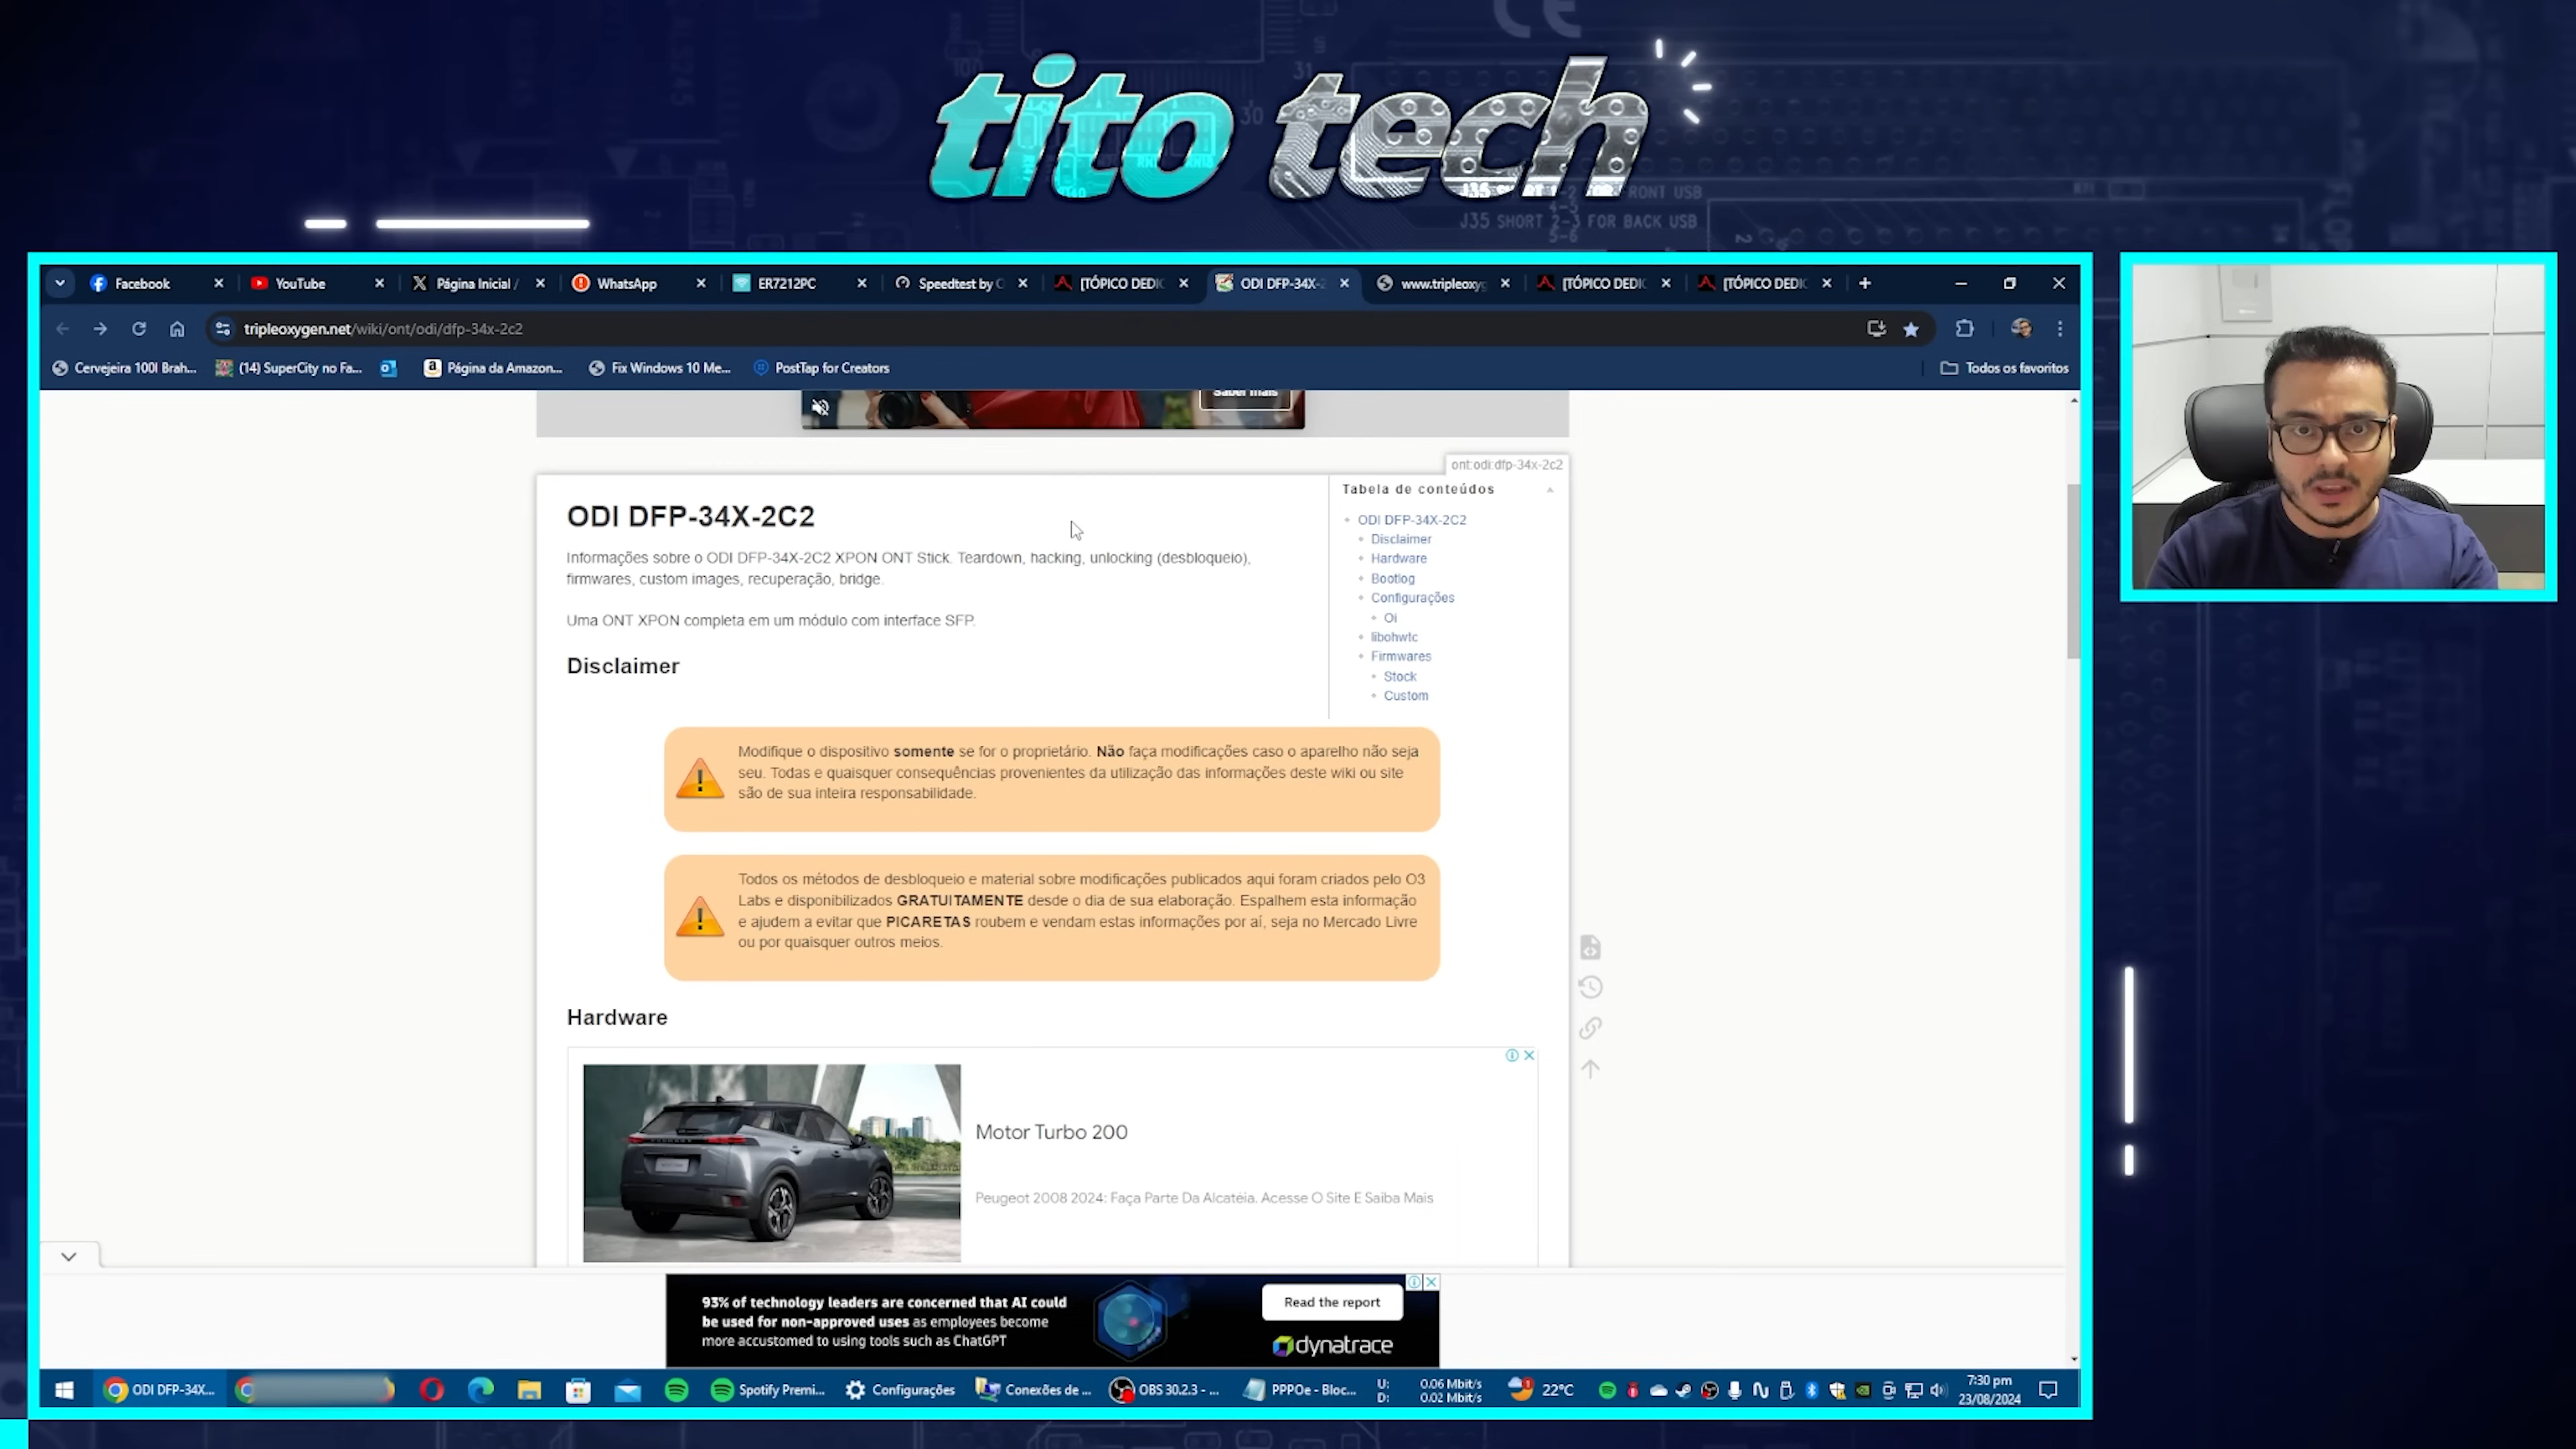 tito tech
J35 SHORT 2-3 FOR BACK USB
Facebook
YouTube
Página Inicial /
WhatsApp
ER7212PC
Speedtest by
[TÓPICO DEDIC
ODI DFP-34X-2
www.tripleoxyg
[TÓPICO DEDIC
[TÓPICO DEDIC
tripleoxygen.net/wiki/ont/odi/dfp-34x-2c2
Cervejeira 100l Brah...
(14) SuperCity no Fa...
Página da Amazon...
Fix Windows 10 Me...
PostTap for Creators
Todos os favoritos
Saber mais
ont:odi:dfp-34x-2c2
ODI DFP-34X-2C2
Informações sobre o ODI DFP-34X-2C2 XPON ONT Stick. Teardown, hacking, unlocking (desbloqueio),
firmwares, custom images, recuperação, bridge.
Uma ONT XPON completa em um módulo com interface SFP.
Tabela de conteúdos
ODI DFP-34X-2C2
Disclaimer
Hardware
Bootlog
Configurações
Oi
libohwtc
Firmwares
Stock
Custom
Disclaimer
Modifique o dispositivo somente se for o proprietário. Não faça modificações caso o aparelho não seja
seu. Todas e quaisquer consequências provenientes da utilização das informações deste wiki ou site
são de sua inteira responsabilidade.
Todos os métodos de desbloqueio e material sobre modificações publicados aqui foram criados pelo O3
Labs e disponibilizados GRATUITAMENTE desde o dia de sua elaboração. Espalhem esta informação
e ajudem a evitar que PICARETAS roubem e vendam estas informações por aí, seja no Mercado Livre
ou por quaisquer outros meios.
Hardware
Motor Turbo 200
Peugeot 2008 2024: Faça Parte Da Alcateia. Acesse O Site E Saiba Mais
93% of technology leaders are concerned that AI could
be used for non-approved uses as employees become
more accustomed to using tools such as ChatGPT
Read the report
dynatrace
ODI DFP-34X...
Spotify Premi...
Configurações
Conexões de ...
OBS 30.2.3 - ...
PPPOe - Bloc...
U: 0.06 Mbit/s
D: 0.02 Mbit/s
22°C
7:30 pm
23/08/2024